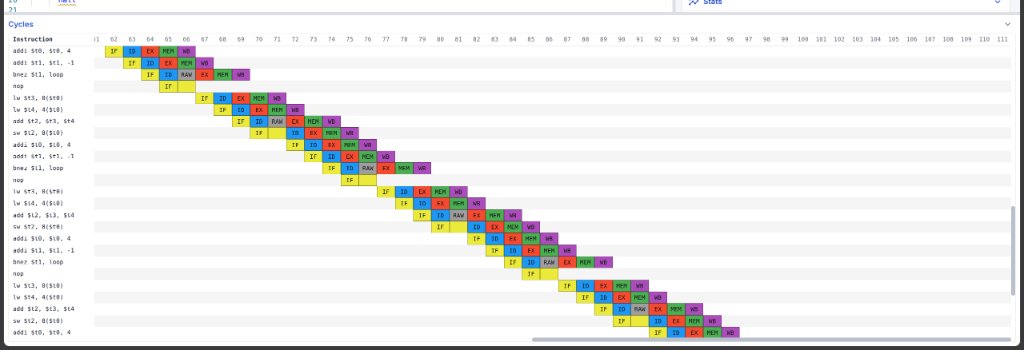 21
Stats
Cycles
Instruction 61 62 63 64 65 66 67 68 69 70 71 72 73 74 75 76 77 78 79 80 81 82 83 84 85 86 87 88 89 90 91 92 93 94 95 96 97 98 99 100 101 102 103 104 105 106 107 108 109 110 111
addi $t0, $t0, 4 IF ID EX MEM WB
addi $t1, $t1, -1 IF ID EX MEM WB
bnez $t1, loop IF ID RAW EX MEM WB
nop IF
lw $t3, 0($t0) IF ID EX MEM WB
lw $t4, 4($t0) IF ID EX MEM WB
add $t2, $t3, $t4 IF ID RAW EX MEM WB
sw $t2, 8($t0) IF ID EX MEM WB
addi $t0, $t0, 4 IF ID EX MEM WB
addi $t1, $t1, -1 IF ID EX MEM WB
bnez $t1, loop IF ID RAW EX MEM WB
nop IF
lw $t3, 0($t0) IF ID EX MEM WB
lw $t4, 4($t0) IF ID EX MEM WB
add $t2, $t3, $t4 IF ID RAW EX MEM WB
sw $t2, 8($t0) IF ID EX MEM WB
addi $t0, $t0, 4 IF ID EX MEM WB
addi $t1, $t1, -1 IF ID EX MEM WB
bnez $t1, loop IF ID RAW EX MEM WB
nop IF
lw $t3, 0($t0) IF ID EX MEM WB
lw $t4, 4($t0) IF ID EX MEM WB
add $t2, $t3, $t4 IF ID RAW EX MEM WB
sw $t2, 8($t0) IF ID EX MEM WB
addi $t0, $t0, 4 IF ID EX MEM WB